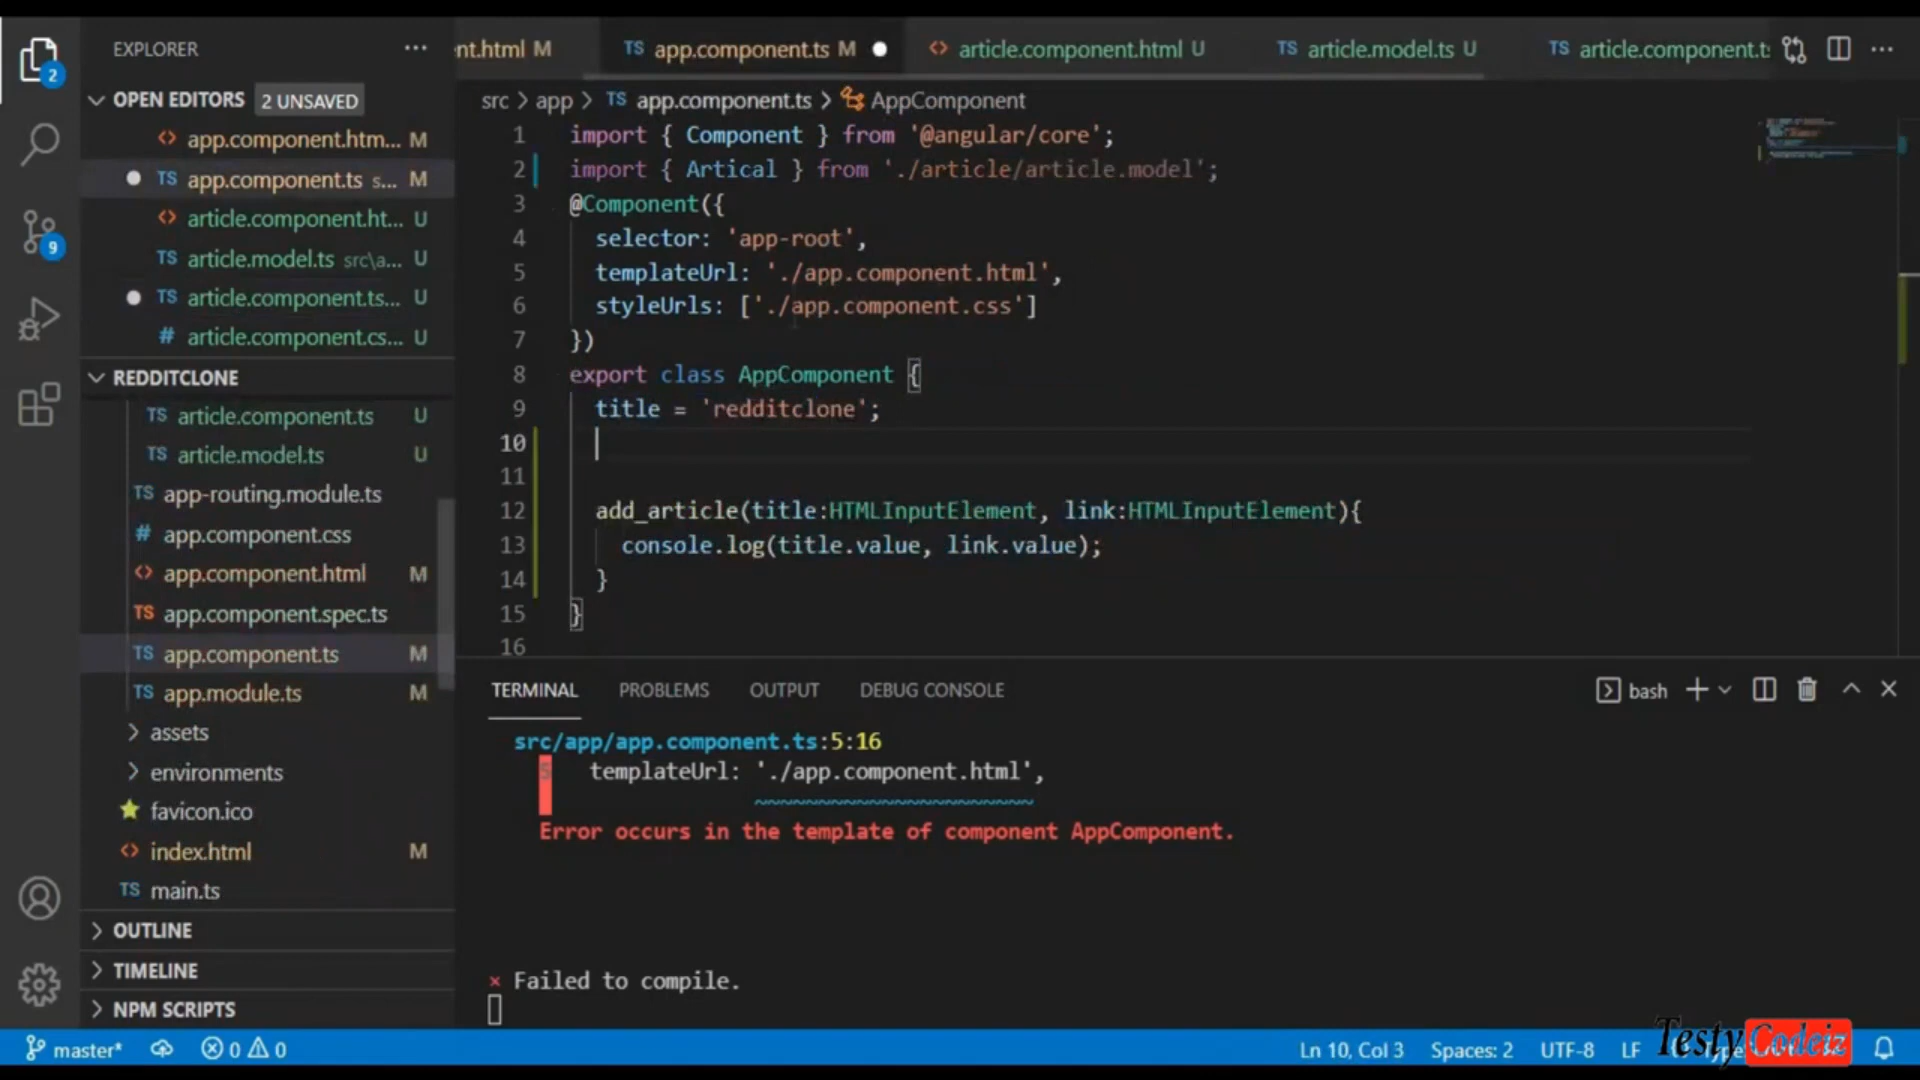 EXPLORER
OPEN EDITORS 2 UNSAVED
app.component.htm... M
TS app.component.ts s... M
article.component.ht... U
TS article.model.ts src\a... U
TS article.component.ts... U
# article.component.cs... U
REDDITCLONE
TS article.component.ts U
TS article.model.ts U
TS app-routing.module.ts
# app.component.css
app.component.html M
TS app.component.spec.ts
TS app.component.ts M
TS app.module.ts M
assets
environments
favicon.ico
index.html M
TS main.ts
OUTLINE
TIMELINE
NPM SCRIPTS
2
9
nt.html M
TS app.component.ts M
article.component.html U
TS article.model.ts U
TS article.component.t
src > app > TS app.component.ts > AppComponent
1 import { Component } from '@angular/core';
2 import { Artical } from './article/article.model';
3 @Component({
4 selector: 'app-root',
5 templateUrl: './app.component.html',
6 styleUrls: ['./app.component.css']
7 })
8 export class AppComponent {
9 title = 'redditclone';
10
11
12 add_article(title:HTMLInputElement, link:HTMLInputElement){
13 console.log(title.value, link.value);
14 }
15 }
16
TERMINAL PROBLEMS OUTPUT DEBUG CONSOLE
bash
src/app/app.component.ts:5:16
5 templateUrl: './app.component.html',
~~~~~~~~~~~~~~~~~~~~~~
Error occurs in the template of component AppComponent.
× Failed to compile.
master* 0 0
Ln 10, Col 3 Spaces: 2 UTF-8 LF
Testy Codeiz